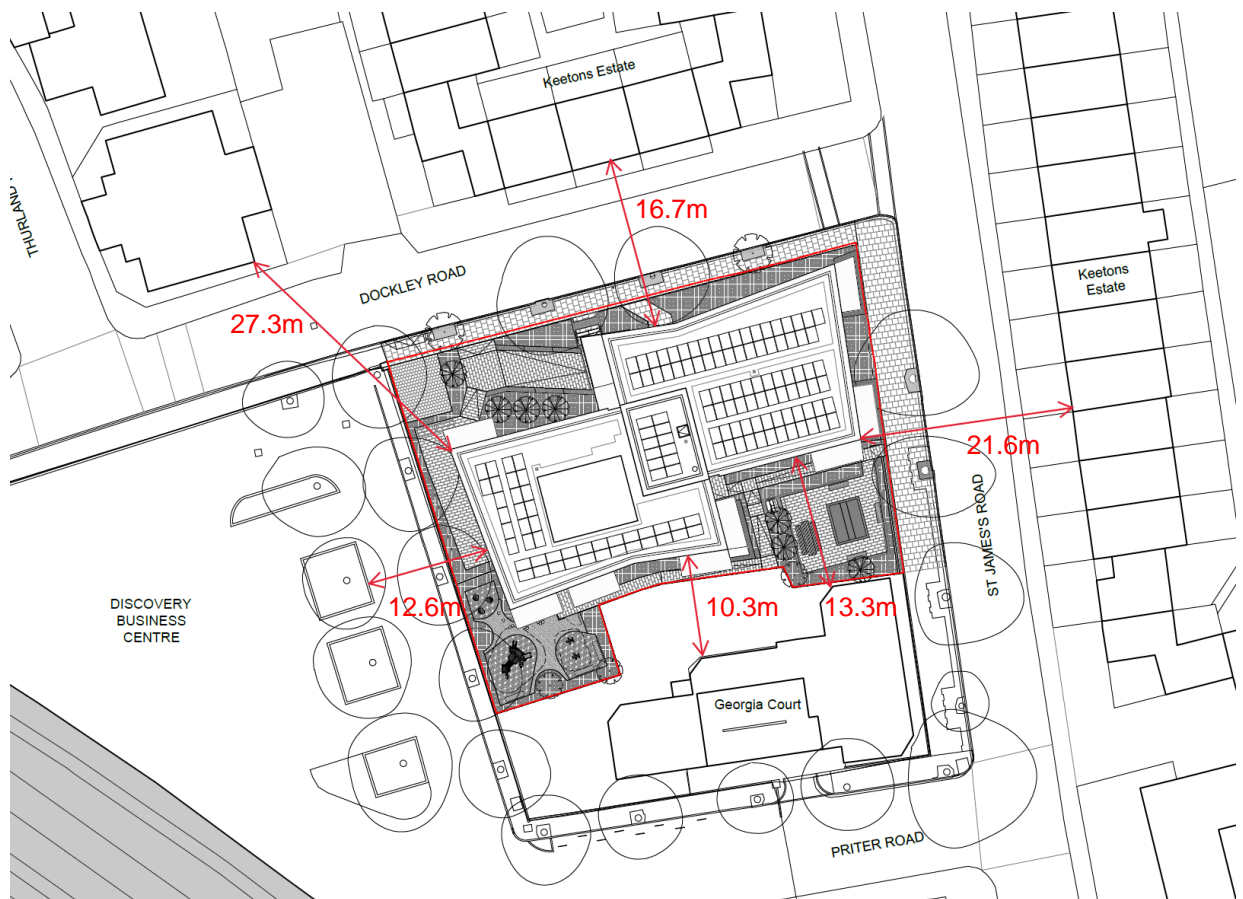 Keetons Estate
THURLAND
16.7m
DOCKLEY ROAD
Keetons
Estate
27.3m
21.6m
ST JAMES'S ROAD
12.6m
10.3m
13.3m
DISCOVERY
BUSINESS
CENTRE
Georgia Court
PRITER ROAD